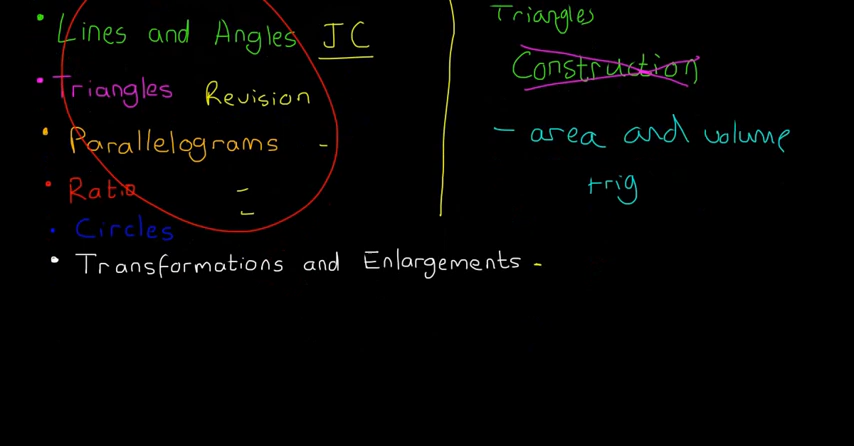 • Lines and Angles JC
• Triangles Revision
• Parallelograms -
• Ratio
• Circles
• Transformations and Enlargements -
Triangles
Construction
- area and volume
trig